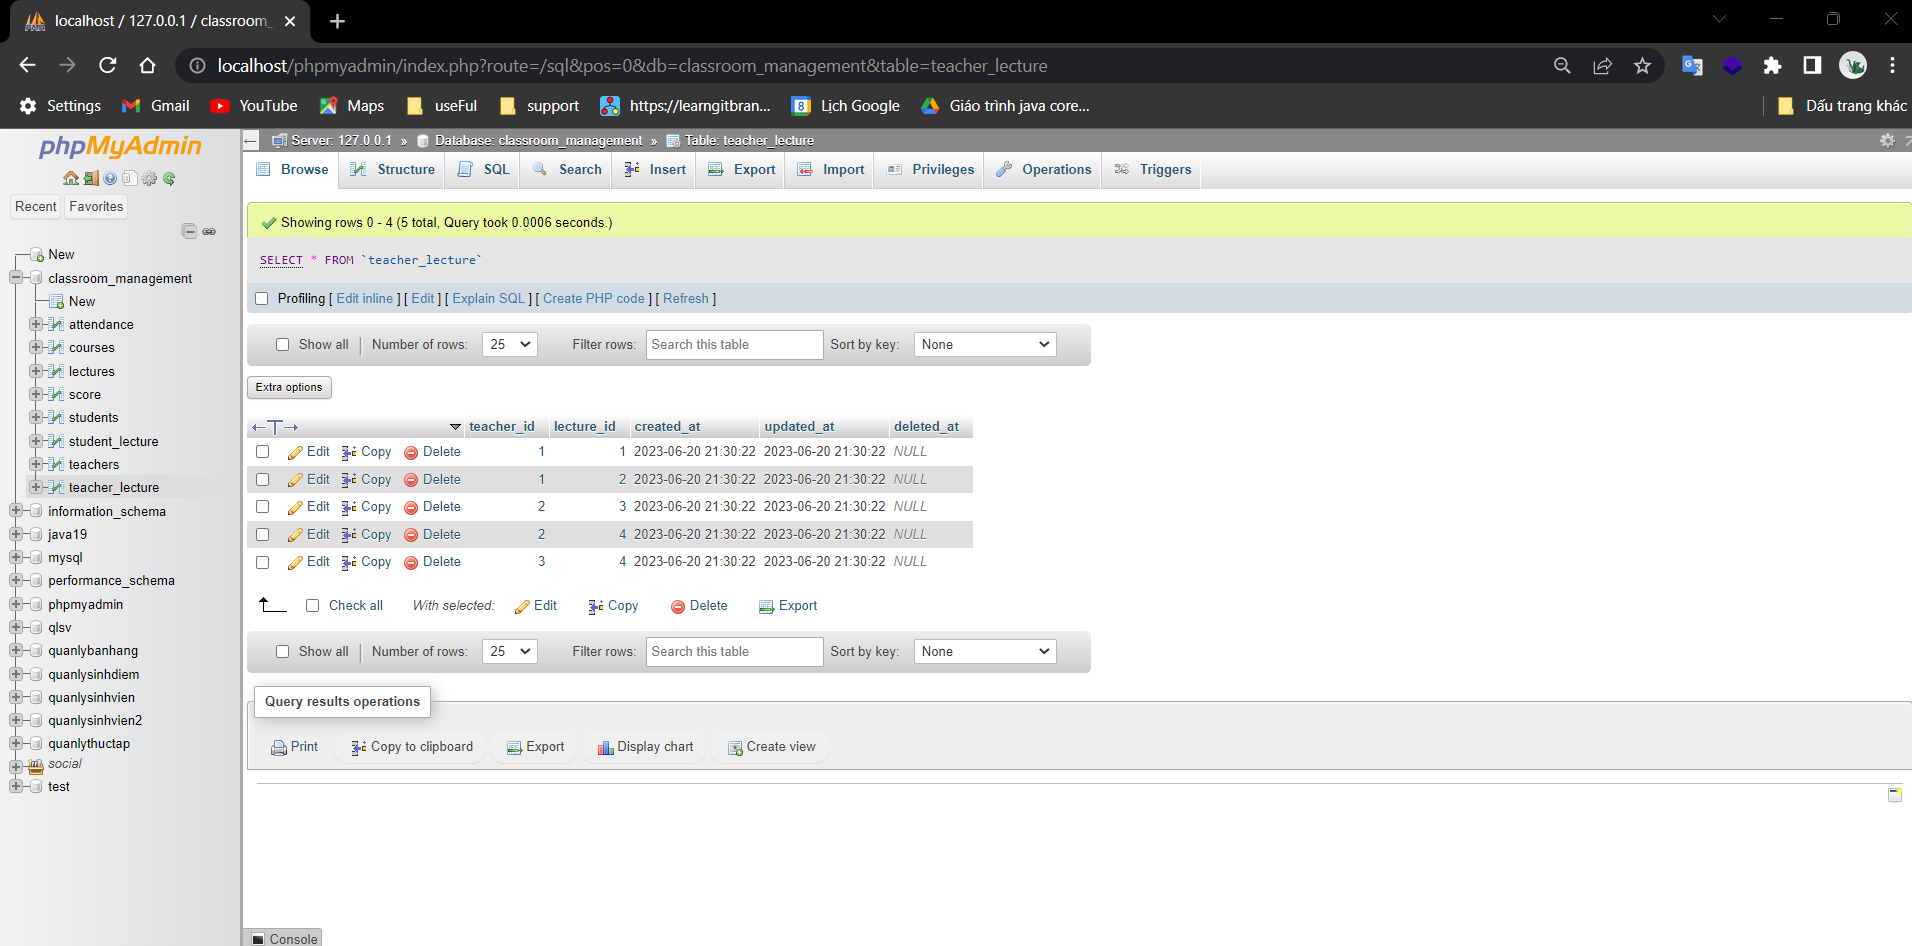 localhost / 127.0.0.1 / classroom_
localhost/phpmyadmin/index.php?route=/sql&pos=0&db=classroom_management&table=teacher_lecture
Settings Gmail YouTube Maps useFul support https://learngitbran... 8 Lịch Google Giáo trình java core... Dấu trang khác
phpMyAdmin
Recent Favorites
New
classroom_management
New
attendance
courses
lectures
score
students
student_lecture
teachers
teacher_lecture
information_schema
java19
mysql
performance_schema
phpmyadmin
qlsv
quanlybanhang
quanlysinhdiem
quanlysinhvien
quanlysinhvien2
quanlythuctap
social
test
Server: 127.0.0.1 » Database: classroom_management » Table: teacher_lecture
Browse Structure SQL Search Insert Export Import Privileges Operations Triggers
Showing rows 0 - 4 (5 total, Query took 0.0006 seconds.)
SELECT * FROM `teacher_lecture`
Profiling [ Edit inline ] [ Edit ] [ Explain SQL ] [ Create PHP code ] [ Refresh ]
Show all | Number of rows: 25 Filter rows: Search this table Sort by key: None
Extra options
←T→ teacher_id lecture_id created_at updated_at deleted_at
Edit Copy Delete 1 1 2023-06-20 21:30:22 2023-06-20 21:30:22 NULL
Edit Copy Delete 1 2 2023-06-20 21:30:22 2023-06-20 21:30:22 NULL
Edit Copy Delete 2 3 2023-06-20 21:30:22 2023-06-20 21:30:22 NULL
Edit Copy Delete 2 4 2023-06-20 21:30:22 2023-06-20 21:30:22 NULL
Edit Copy Delete 3 4 2023-06-20 21:30:22 2023-06-20 21:30:22 NULL
Check all With selected: Edit Copy Delete Export
Show all | Number of rows: 25 Filter rows: Search this table Sort by key: None
Query results operations
Print Copy to clipboard Export Display chart Create view
Console